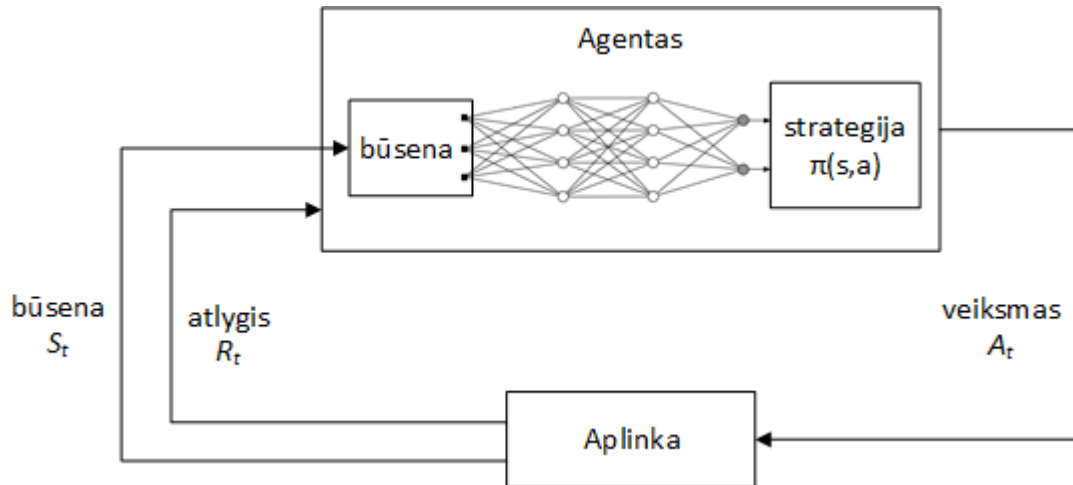 Agentas
būsena
strategija
π(s,a)
būsena
Sₜ
atlygis
Rₜ
veiksmas
Aₜ
Aplinka